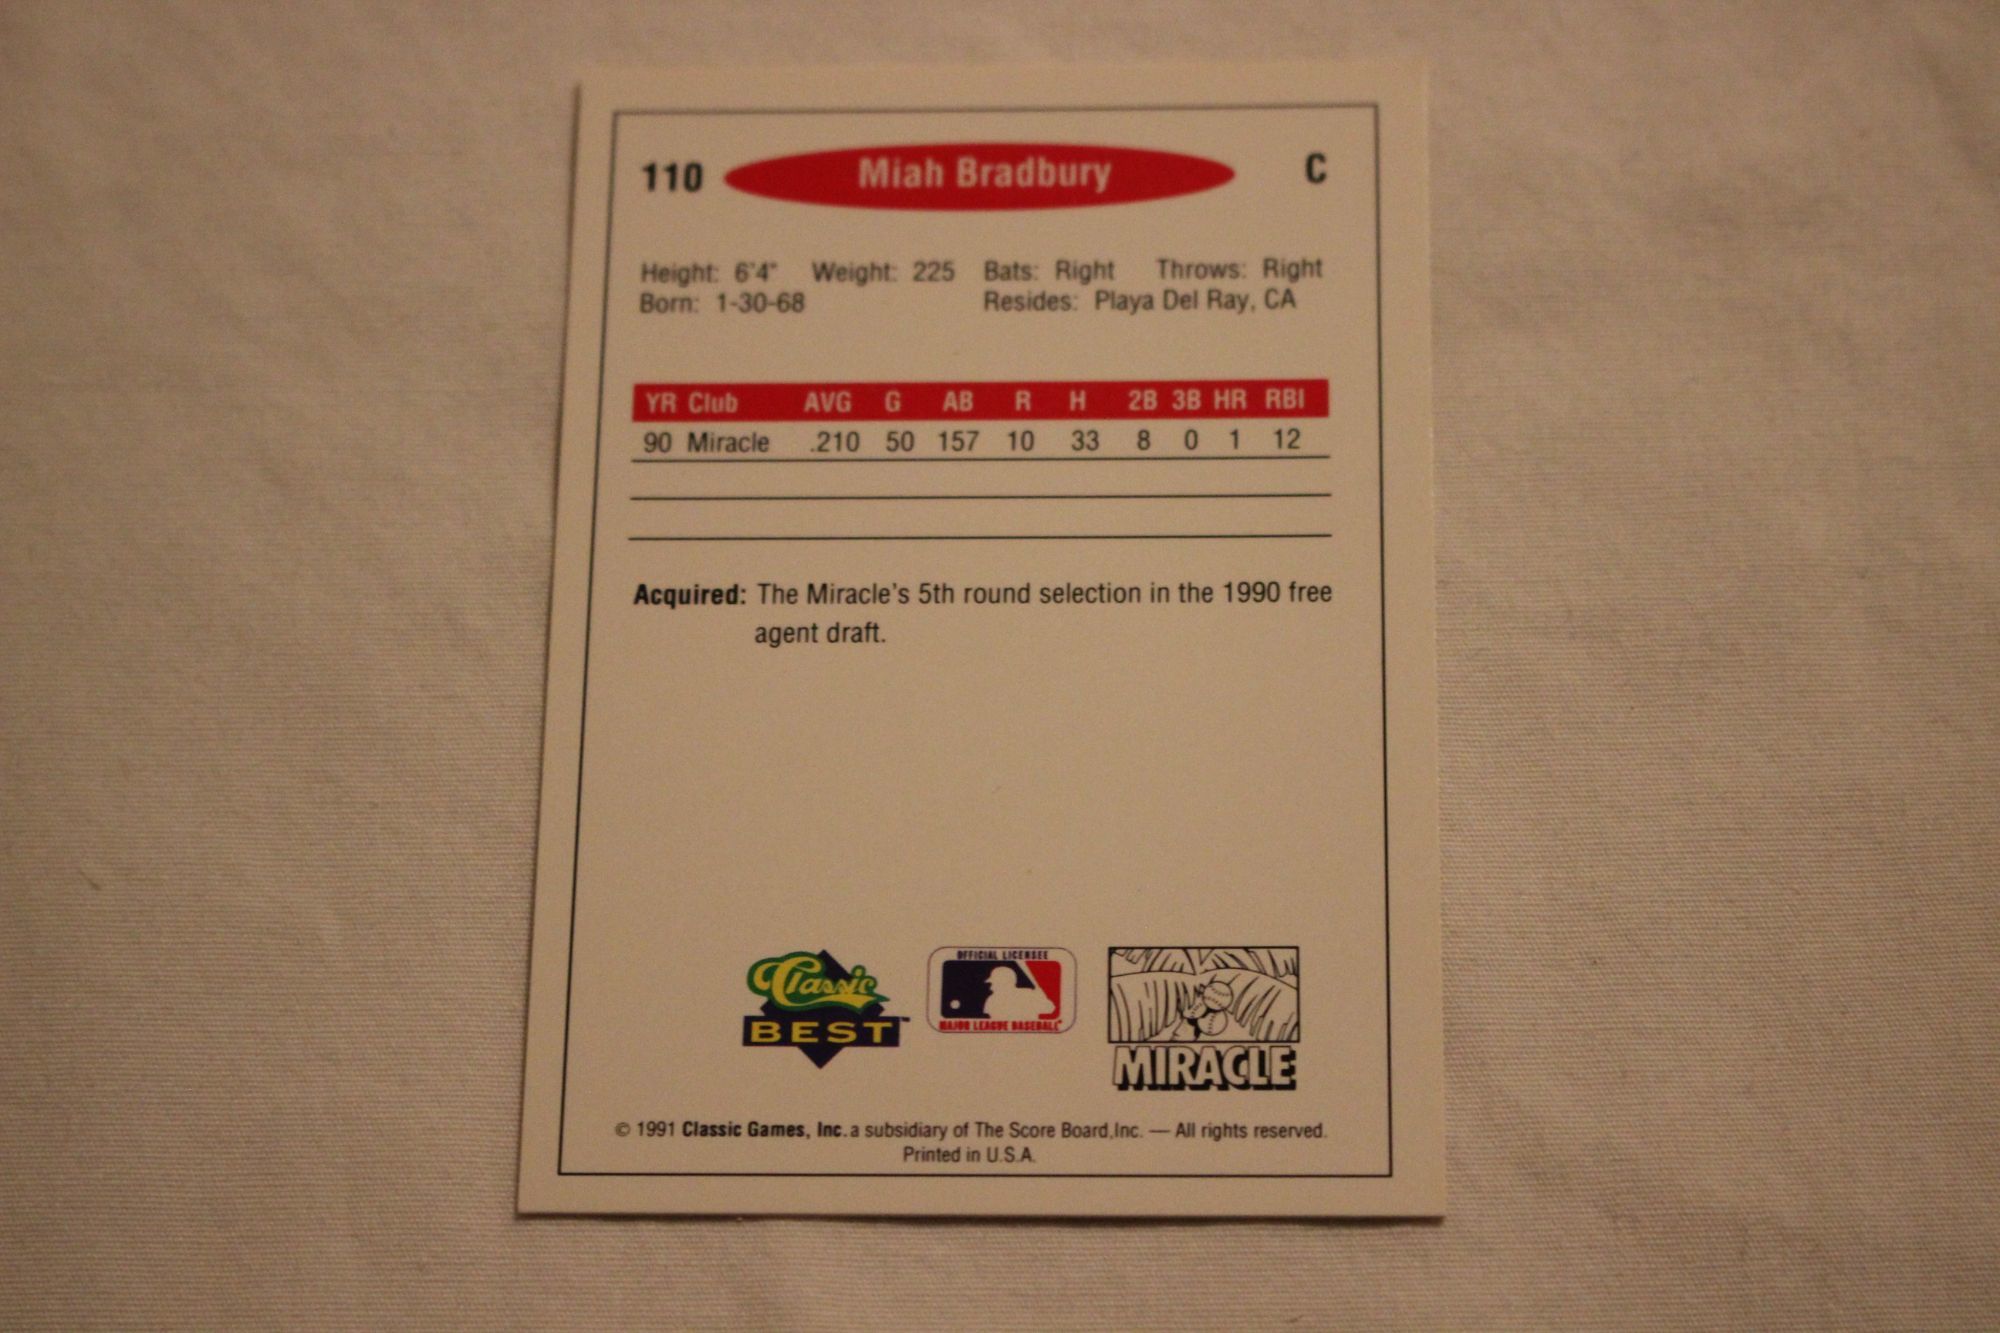 110 Miah Bradbury C
Height: 6'4" Weight: 225 Bats: Right Throws: Right
Born: 1-30-68 Resides: Playa Del Ray, CA
YR Club AVG G AB R H 2B 3B HR RBI
90 Miracle .210 50 157 10 33 8 0 1 12
Acquired: The Miracle's 5th round selection in the 1990 free
agent draft.
Classic
BEST™
OFFICIAL LICENSEE
MAJOR LEAGUE BASEBALL
MIRACLE
© 1991 Classic Games, Inc. a subsidiary of The Score Board, Inc. — All rights reserved.
Printed in U.S.A.